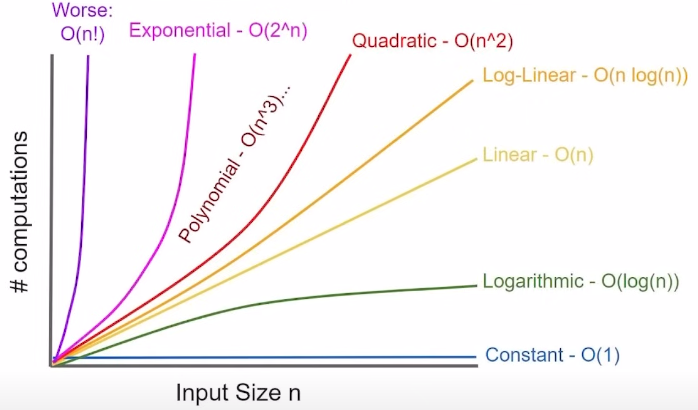 Worse:
O(n!)
Exponential - O(2^n)
Quadratic - O(n^2)
Polynomial - O(n^3)...
Log-Linear - O(n log(n))
Linear - O(n)
Logarithmic - O(log(n))
Constant - O(1)
# computations
Input Size n